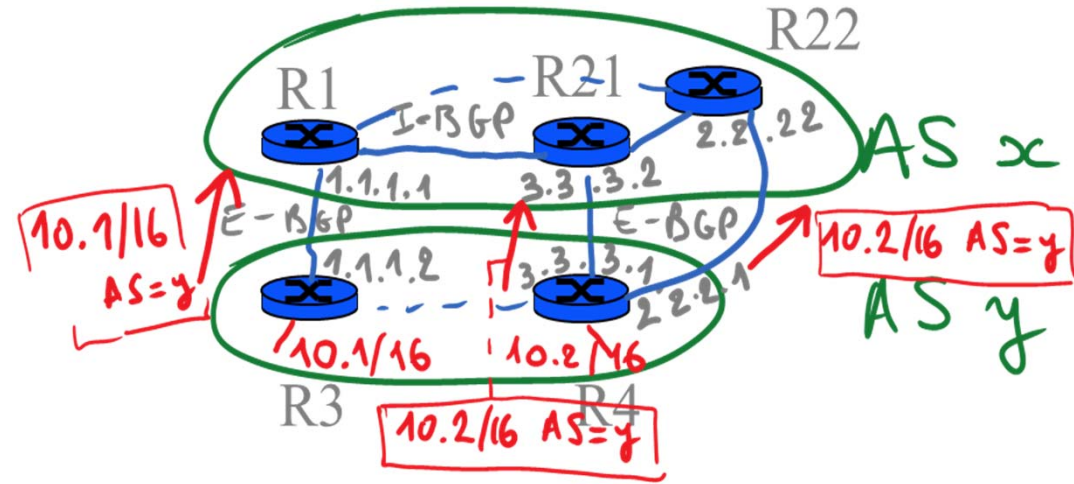 R22
R1
R21
I-BGP
2.2.22
AS x
1.1.1.1
3.3.3.2
10.1/16
AS=y
E-BGP
E-BGP
10.2/16 AS=y
1.1.1.2
3.3.3.1
2.2.2.1
AS y
10.1/16
10.2/16
R3
R4
10.2/16 AS=y